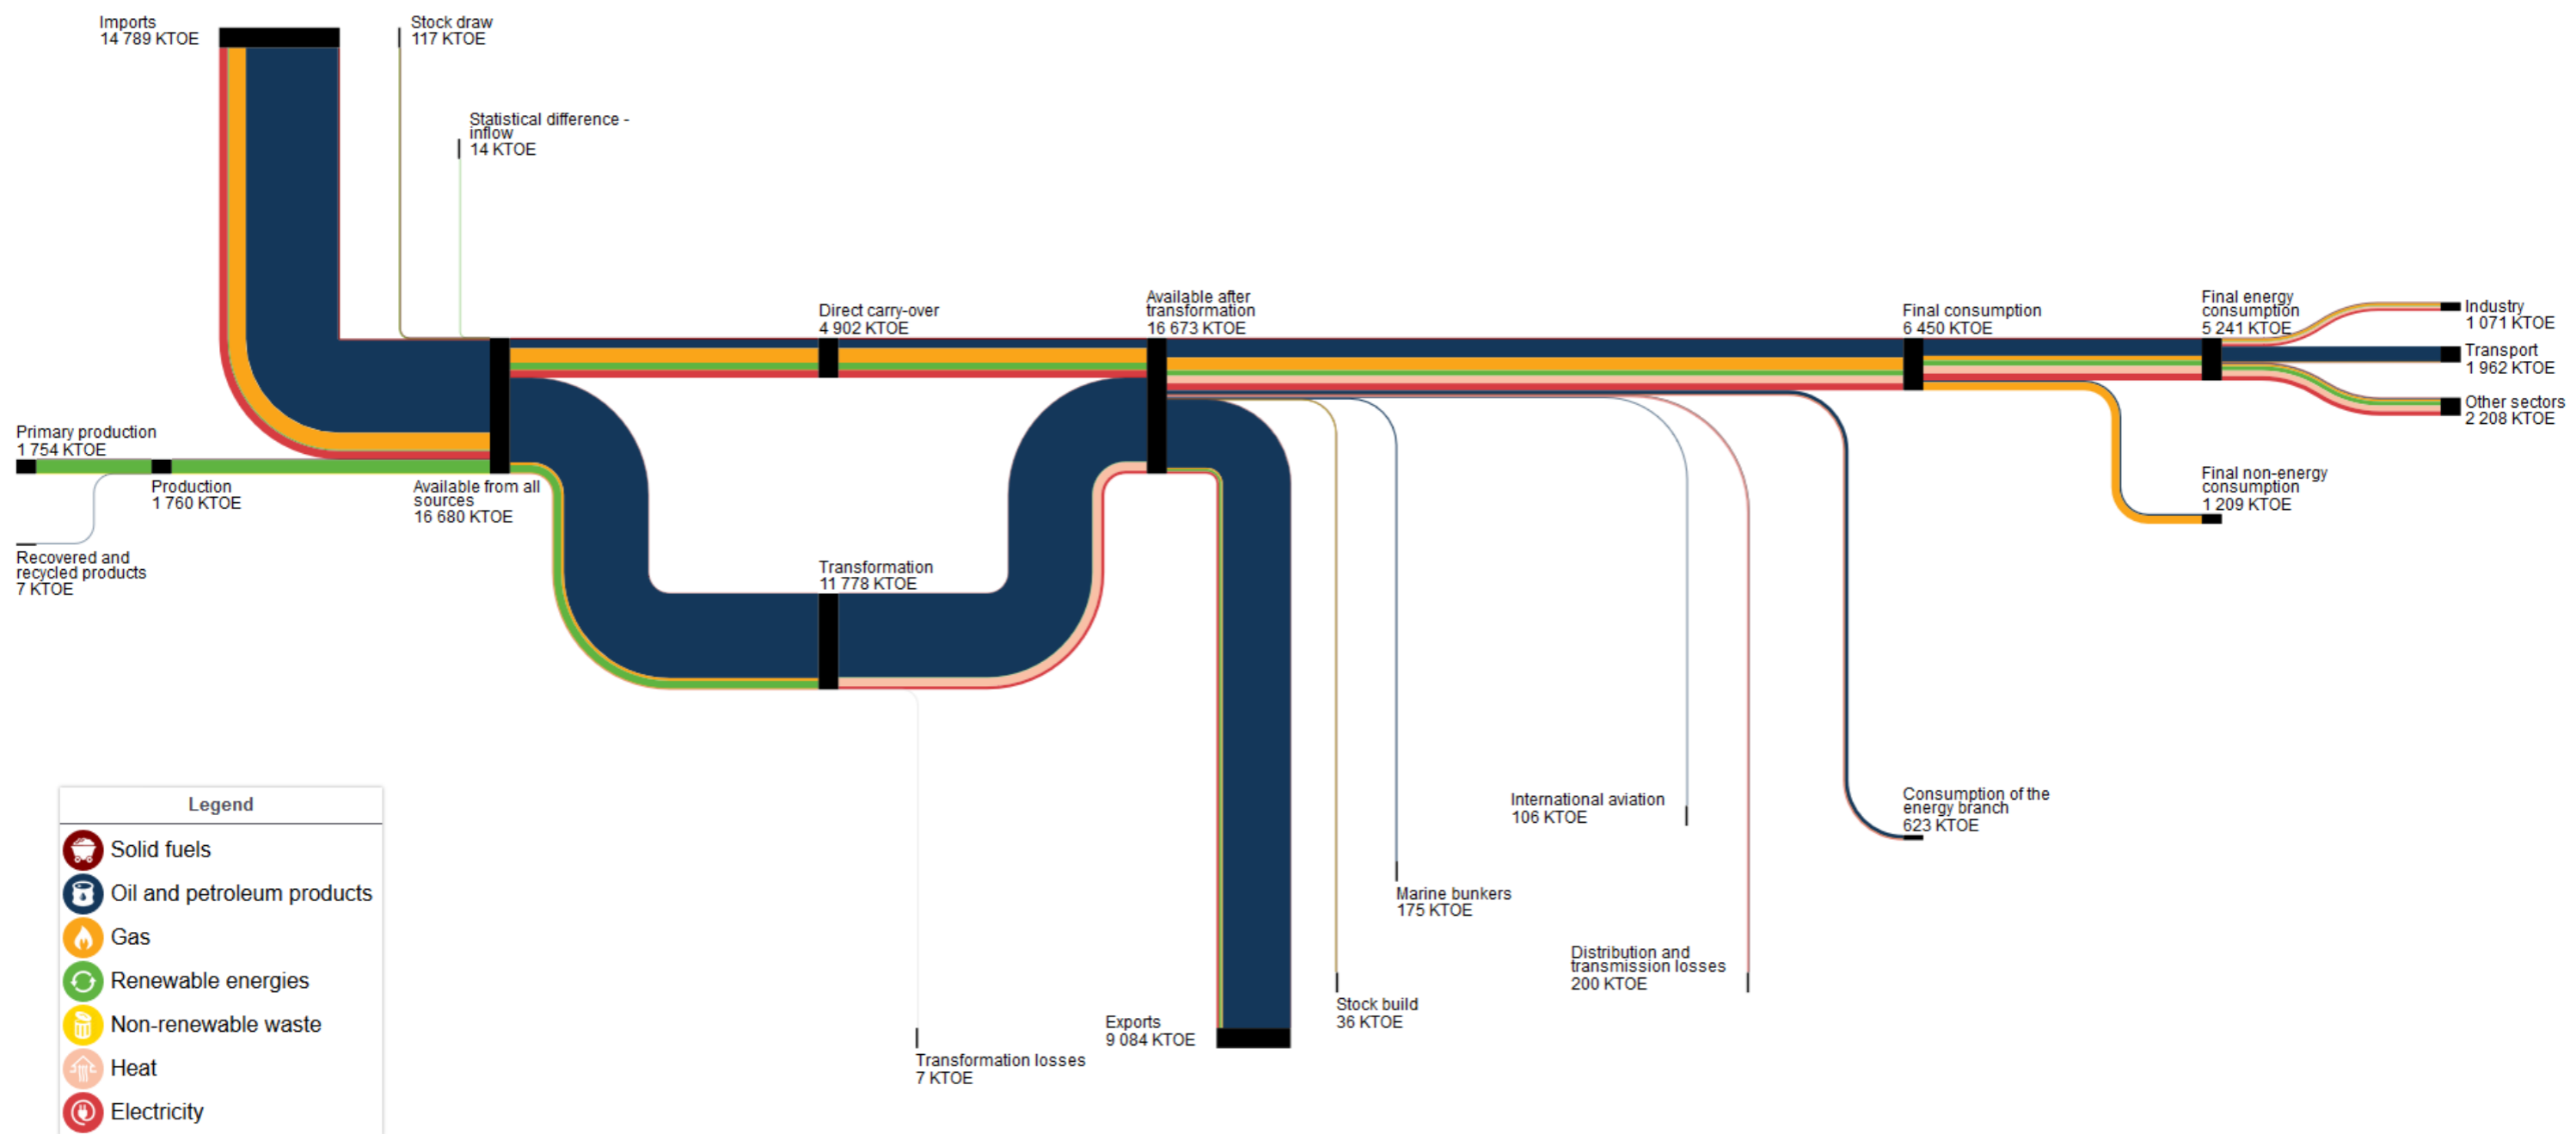 Imports
14 789 KTOE
Stock draw
117 KTOE
Statistical difference -
inflow
14 KTOE
Direct carry-over
4 902 KTOE
Available after
transformation
16 673 KTOE
Final consumption
6 450 KTOE
Final energy
consumption
5 241 KTOE
Industry
1 071 KTOE
Transport
1 962 KTOE
Other sectors
2 208 KTOE
Primary production
1 754 KTOE
Production
1 760 KTOE
Available from all
sources
16 680 KTOE
Final non-energy
consumption
1 209 KTOE
Recovered and
recycled products
7 KTOE
Transformation
11 778 KTOE
International aviation
106 KTOE
Consumption of the
energy branch
623 KTOE
Marine bunkers
175 KTOE
Distribution and
transmission losses
200 KTOE
Stock build
36 KTOE
Exports
9 084 KTOE
Transformation losses
7 KTOE
Legend
Solid fuels
Oil and petroleum products
Gas
Renewable energies
Non-renewable waste
Heat
Electricity